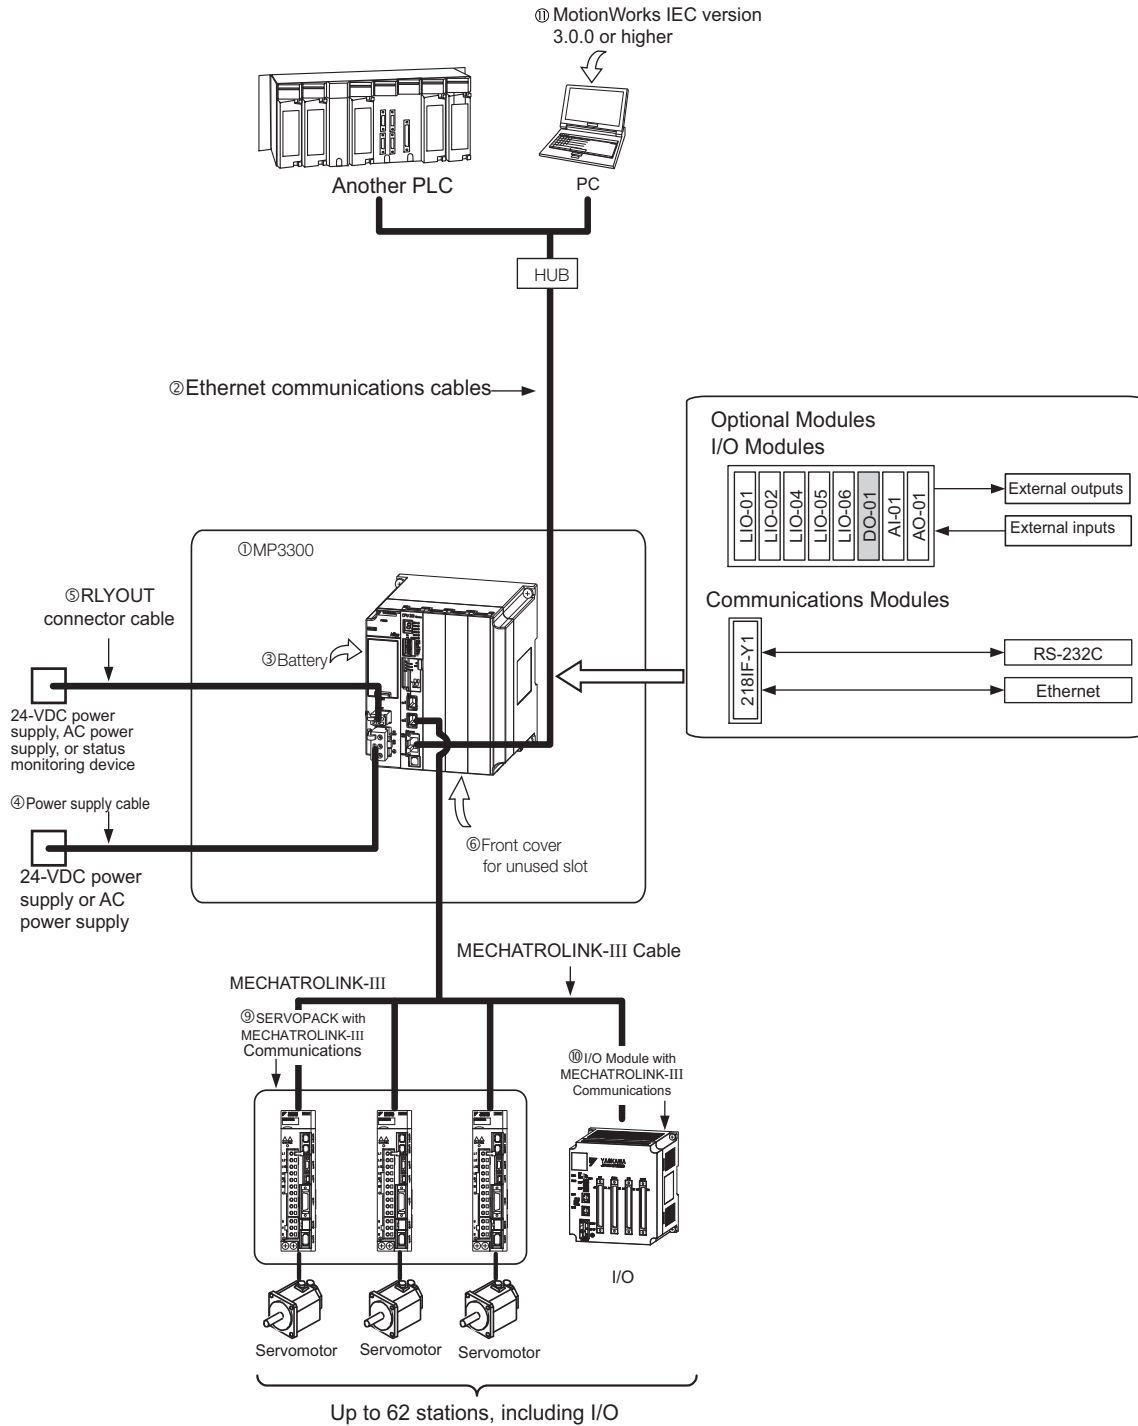 ⑪ MotionWorks IEC version
3.0.0 or higher
Another PLC
PC
HUB
②Ethernet communications cables
Optional Modules
I/O Modules
LIO-01
LIO-02
LIO-04
LIO-05
LIO-06
DO-01
AI-01
AO-01
External outputs
External inputs
Communications Modules
218IF-Y1
RS-232C
Ethernet
①MP3300
⑤RLYOUT
connector cable
③Battery
24-VDC power
supply, AC power
supply, or status
monitoring device
④Power supply cable
24-VDC power
supply or AC
power supply
⑥Front cover
for unused slot
MECHATROLINK-III Cable
MECHATROLINK-III
⑨SERVOPACK with
MECHATROLINK-III
Communications
⑩I/O Module with
MECHATROLINK-III
Communications
YASKAWA
I/O
Servomotor
Servomotor
Servomotor
Up to 62 stations, including I/O